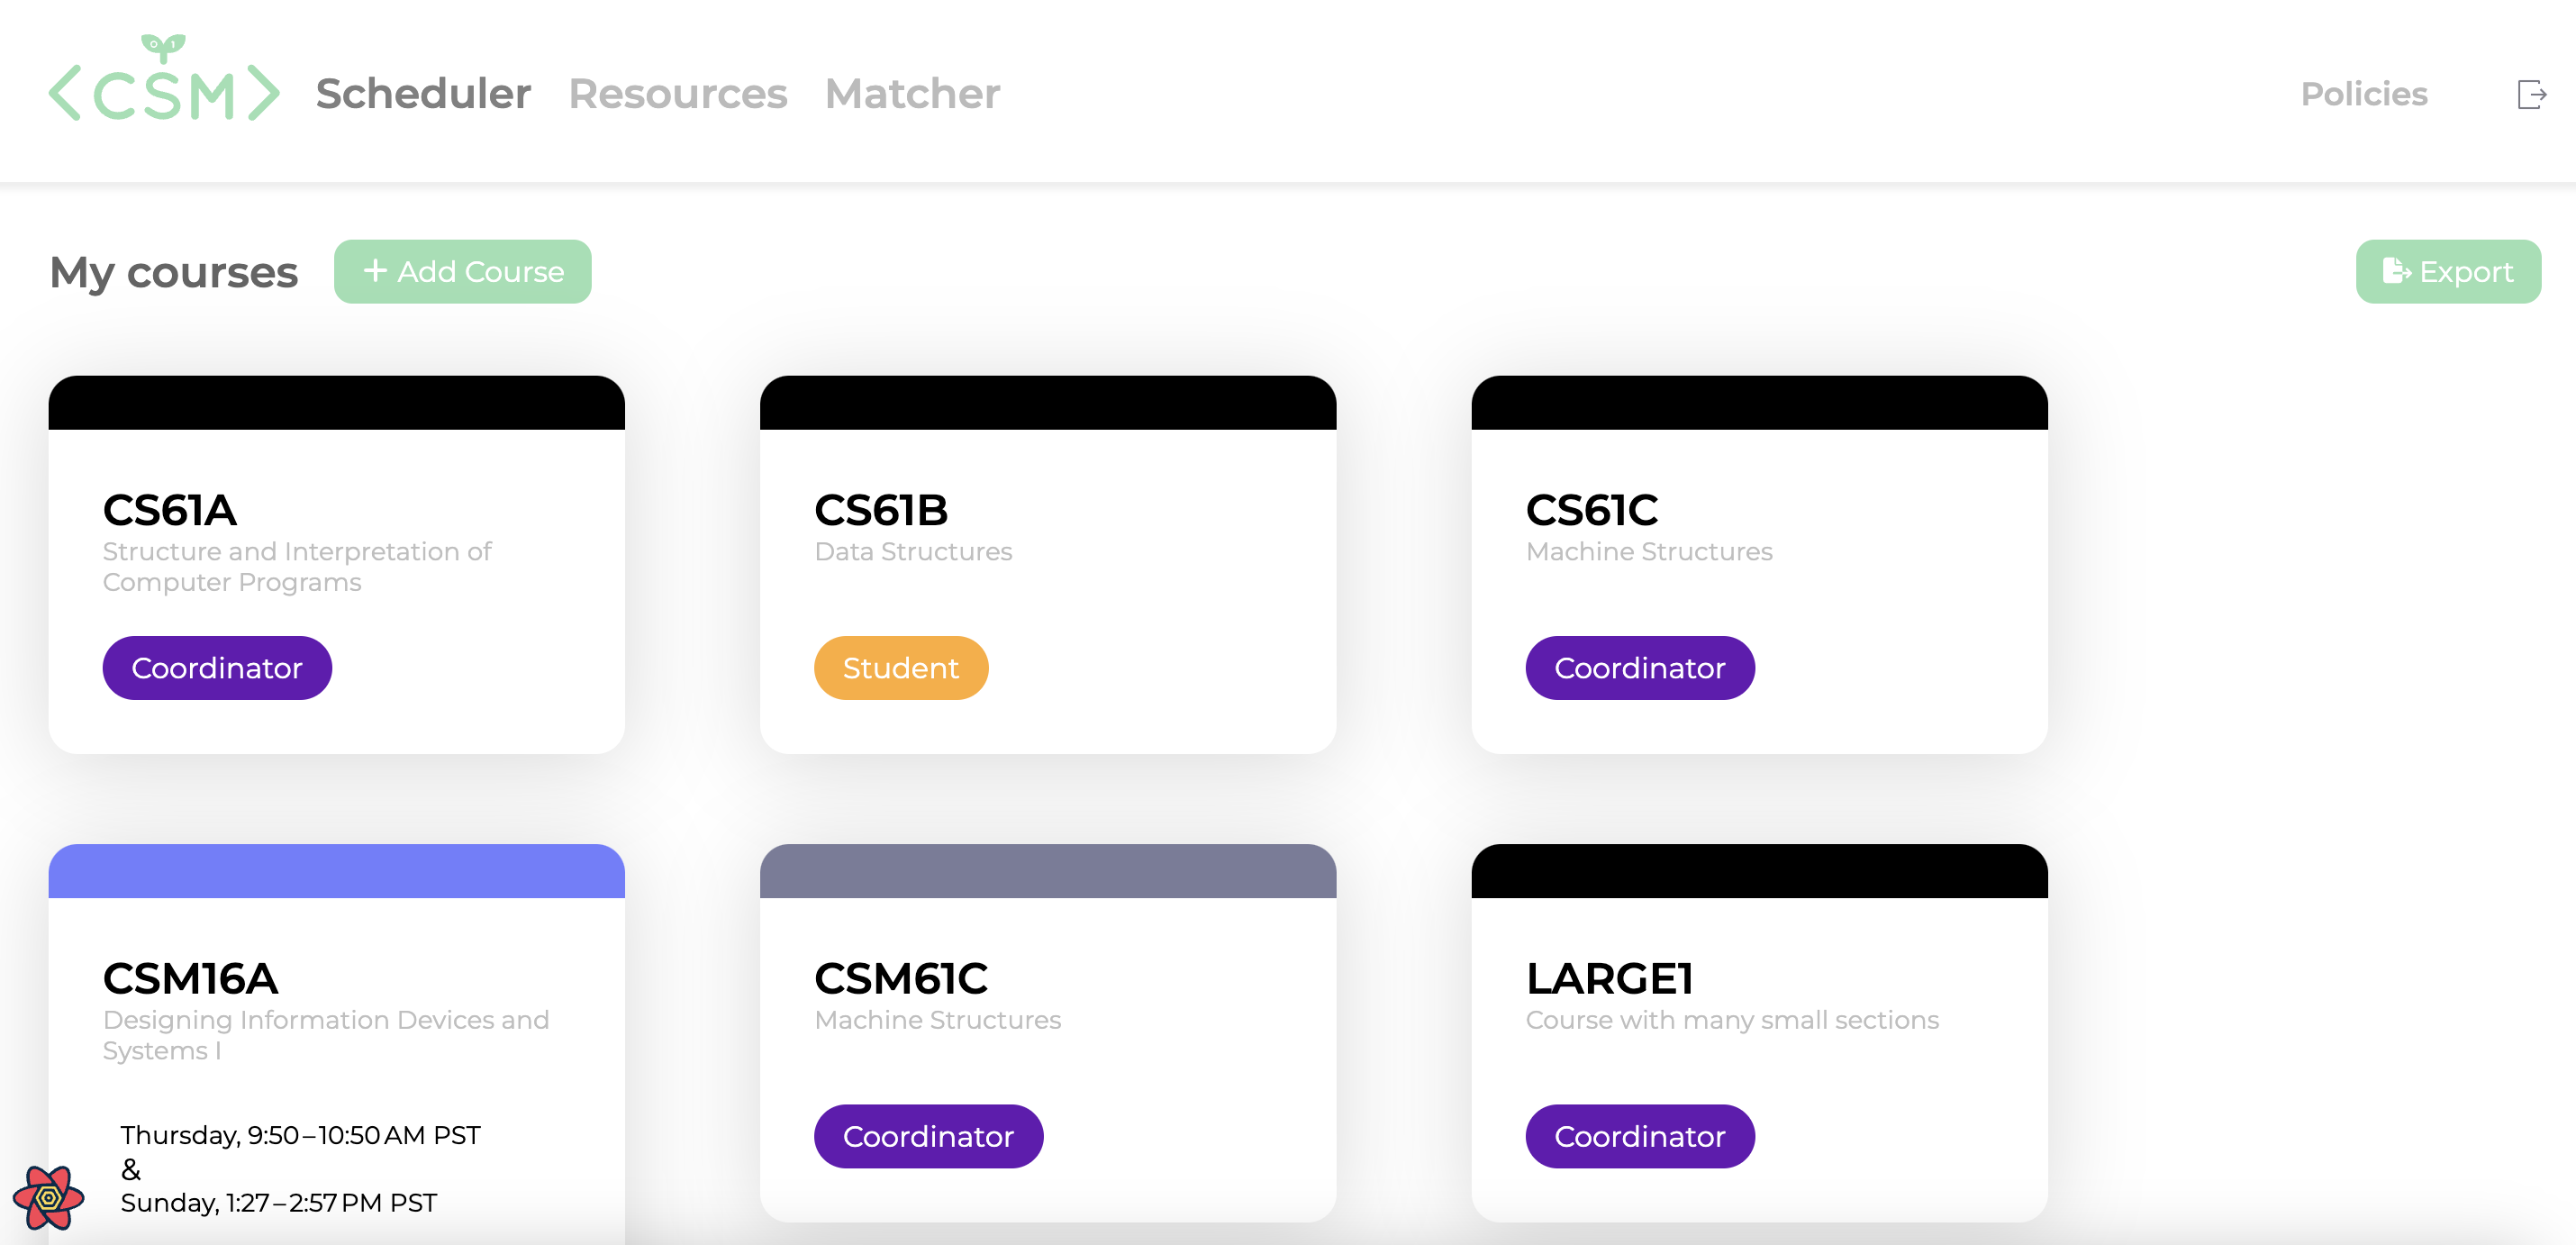 01
<CSM>
Scheduler Resources Matcher Policies
My courses + Add Course Export
CS61A
Structure and Interpretation of
Computer Programs
Coordinator
CS61B
Data Structures
Student
CS61C
Machine Structures
Coordinator
CSM16A
Designing Information Devices and
Systems I
Thursday, 9:50–10:50 AM PST
&
Sunday, 1:27–2:57 PM PST
CSM61C
Machine Structures
Coordinator
LARGE1
Course with many small sections
Coordinator